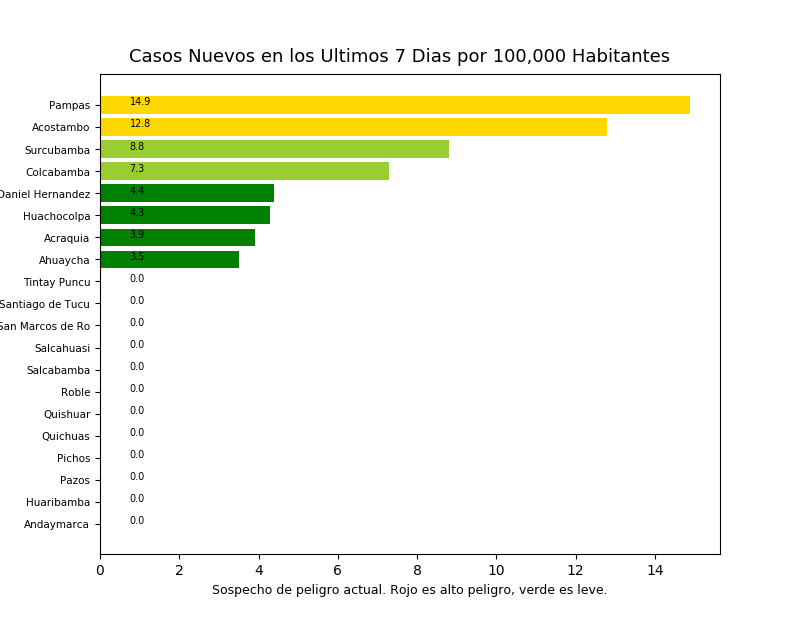 Casos Nuevos en los Ultimos 7 Dias por 100,000 Habitantes
Pampas 14.9
Acostambo 12.8
Surcubamba 8.8
Colcabamba 7.3
Daniel Hernandez 4.4
Huachocolpa 4.3
Acraquia 3.9
Ahuaycha 3.5
Tintay Puncu 0.0
Santiago de Tucu 0.0
San Marcos de Ro 0.0
Salcahuasi 0.0
Salcabamba 0.0
Roble 0.0
Quishuar 0.0
Quichuas 0.0
Pichos 0.0
Pazos 0.0
Huaribamba 0.0
Andaymarca 0.0
0 2 4 6 8 10 12 14
Sospecho de peligro actual. Rojo es alto peligro, verde es leve.